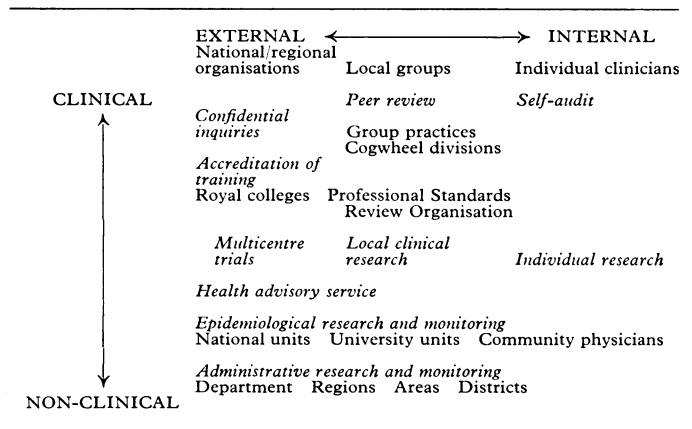 EXTERNAL INTERNAL
National/regional
organisations Local groups Individual clinicians
CLINICAL Peer review Self-audit
Confidential
inquiries Group practices
Cogwheel divisions
Accreditation of
training
Royal colleges Professional Standards
Review Organisation
Multicentre Local clinical
trials research Individual research
Health advisory service
Epidemiological research and monitoring
National units University units Community physicians
Administrative research and monitoring
Department Regions Areas Districts
NON-CLINICAL